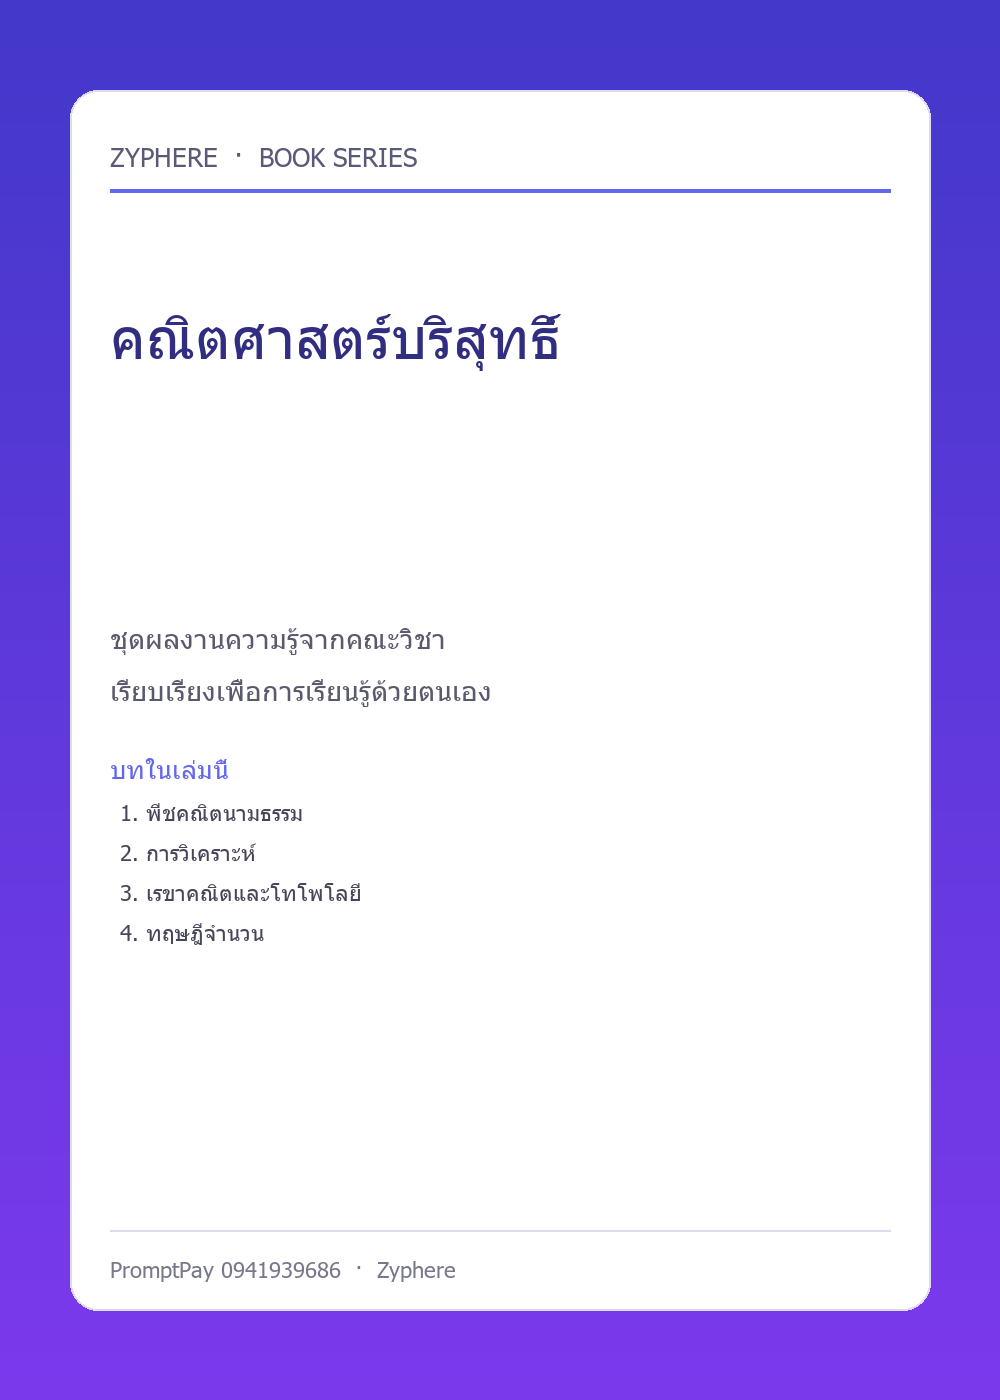 ZYPHERE · BOOK SERIES
คณิตศาสตร์บริสุทธิ์
ชุดผลงานความรู้จากคณะวิชา
เรียบเรียงเพื่อการเรียนรู้ด้วยตนเอง
บทในเล่มนี้
1. พีชคณิตนามธรรม
2. การวิเคราะห์
3. เรขาคณิตและโทโพโลยี
4. ทฤษฎีจำนวน
PromptPay 0941939686 · Zyphere